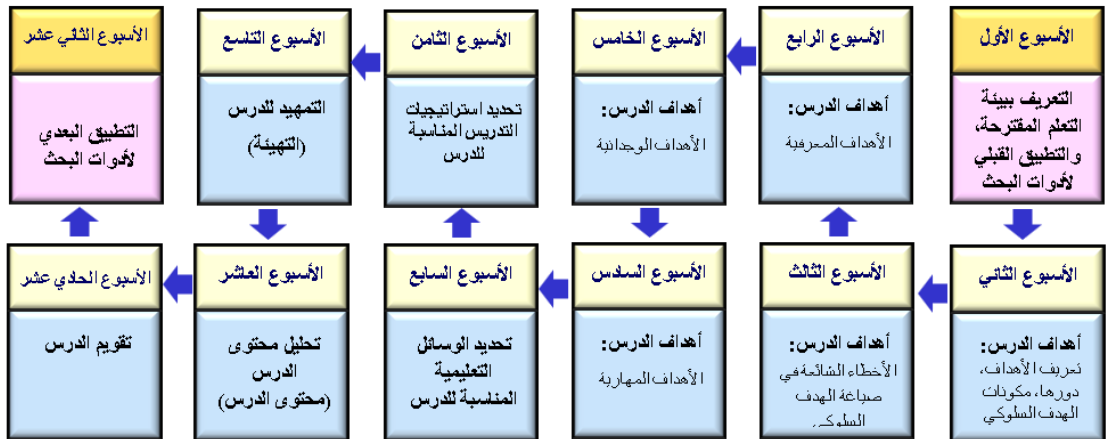 الأسبوع الأول
التعريف ببيئة
التعلم المقترحة،
والتطبيق القبلي
لأدوات البحث
الأسبوع الثاني
أهداف الدرس:
تعريف الأهداف،
دورها، مكونات
الهدف السلوكي
الأسبوع الثالث
أهداف الدرس:
الأخطاء الشائعة في
صياغة الهدف
السلوكي.
الأسبوع الرابع
أهداف الدرس:
الأهداف المعرفية
الأسبوع الخامس
أهداف الدرس:
الأهداف الوجدانية
الأسبوع السادس
أهداف الدرس:
الأهداف المهارية
الأسبوع السابع
تحديد الوسائل
التعليمية
المناسبة للدرس
الأسبوع الثامن
تحديد استراتيجيات
التدريس المناسبة
للدرس
الأسبوع التاسع
التمهيد للدرس
(التهيئة)
الأسبوع العاشر
تحليل محتوى
الدرس
(محتوى الدرس)
الأسبوع الحادي عشر
تقويم الدرس
الأسبوع الثاني عشر
التطبيق البعدي
لأدوات البحث